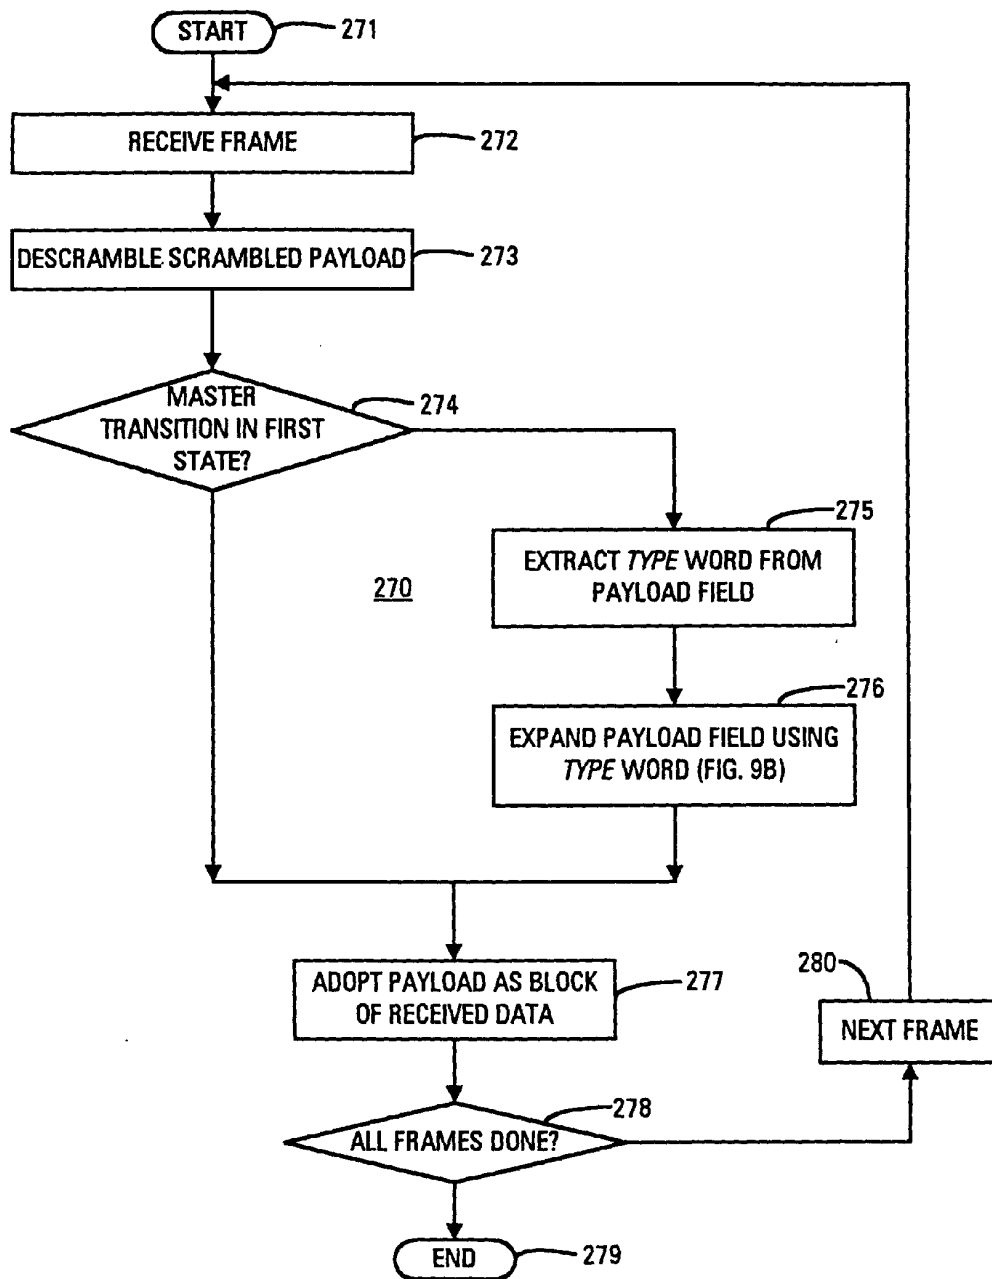 START
271
RECEIVE FRAME
272
DESCRAMBLE SCRAMBLED PAYLOAD
273
MASTER
TRANSITION IN FIRST
STATE?
274
275
EXTRACT TYPE WORD FROM
PAYLOAD FIELD
270
276
EXPAND PAYLOAD FIELD USING
TYPE WORD (FIG. 9B)
ADOPT PAYLOAD AS BLOCK
OF RECEIVED DATA
277
280
NEXT FRAME
278
ALL FRAMES DONE?
END
279